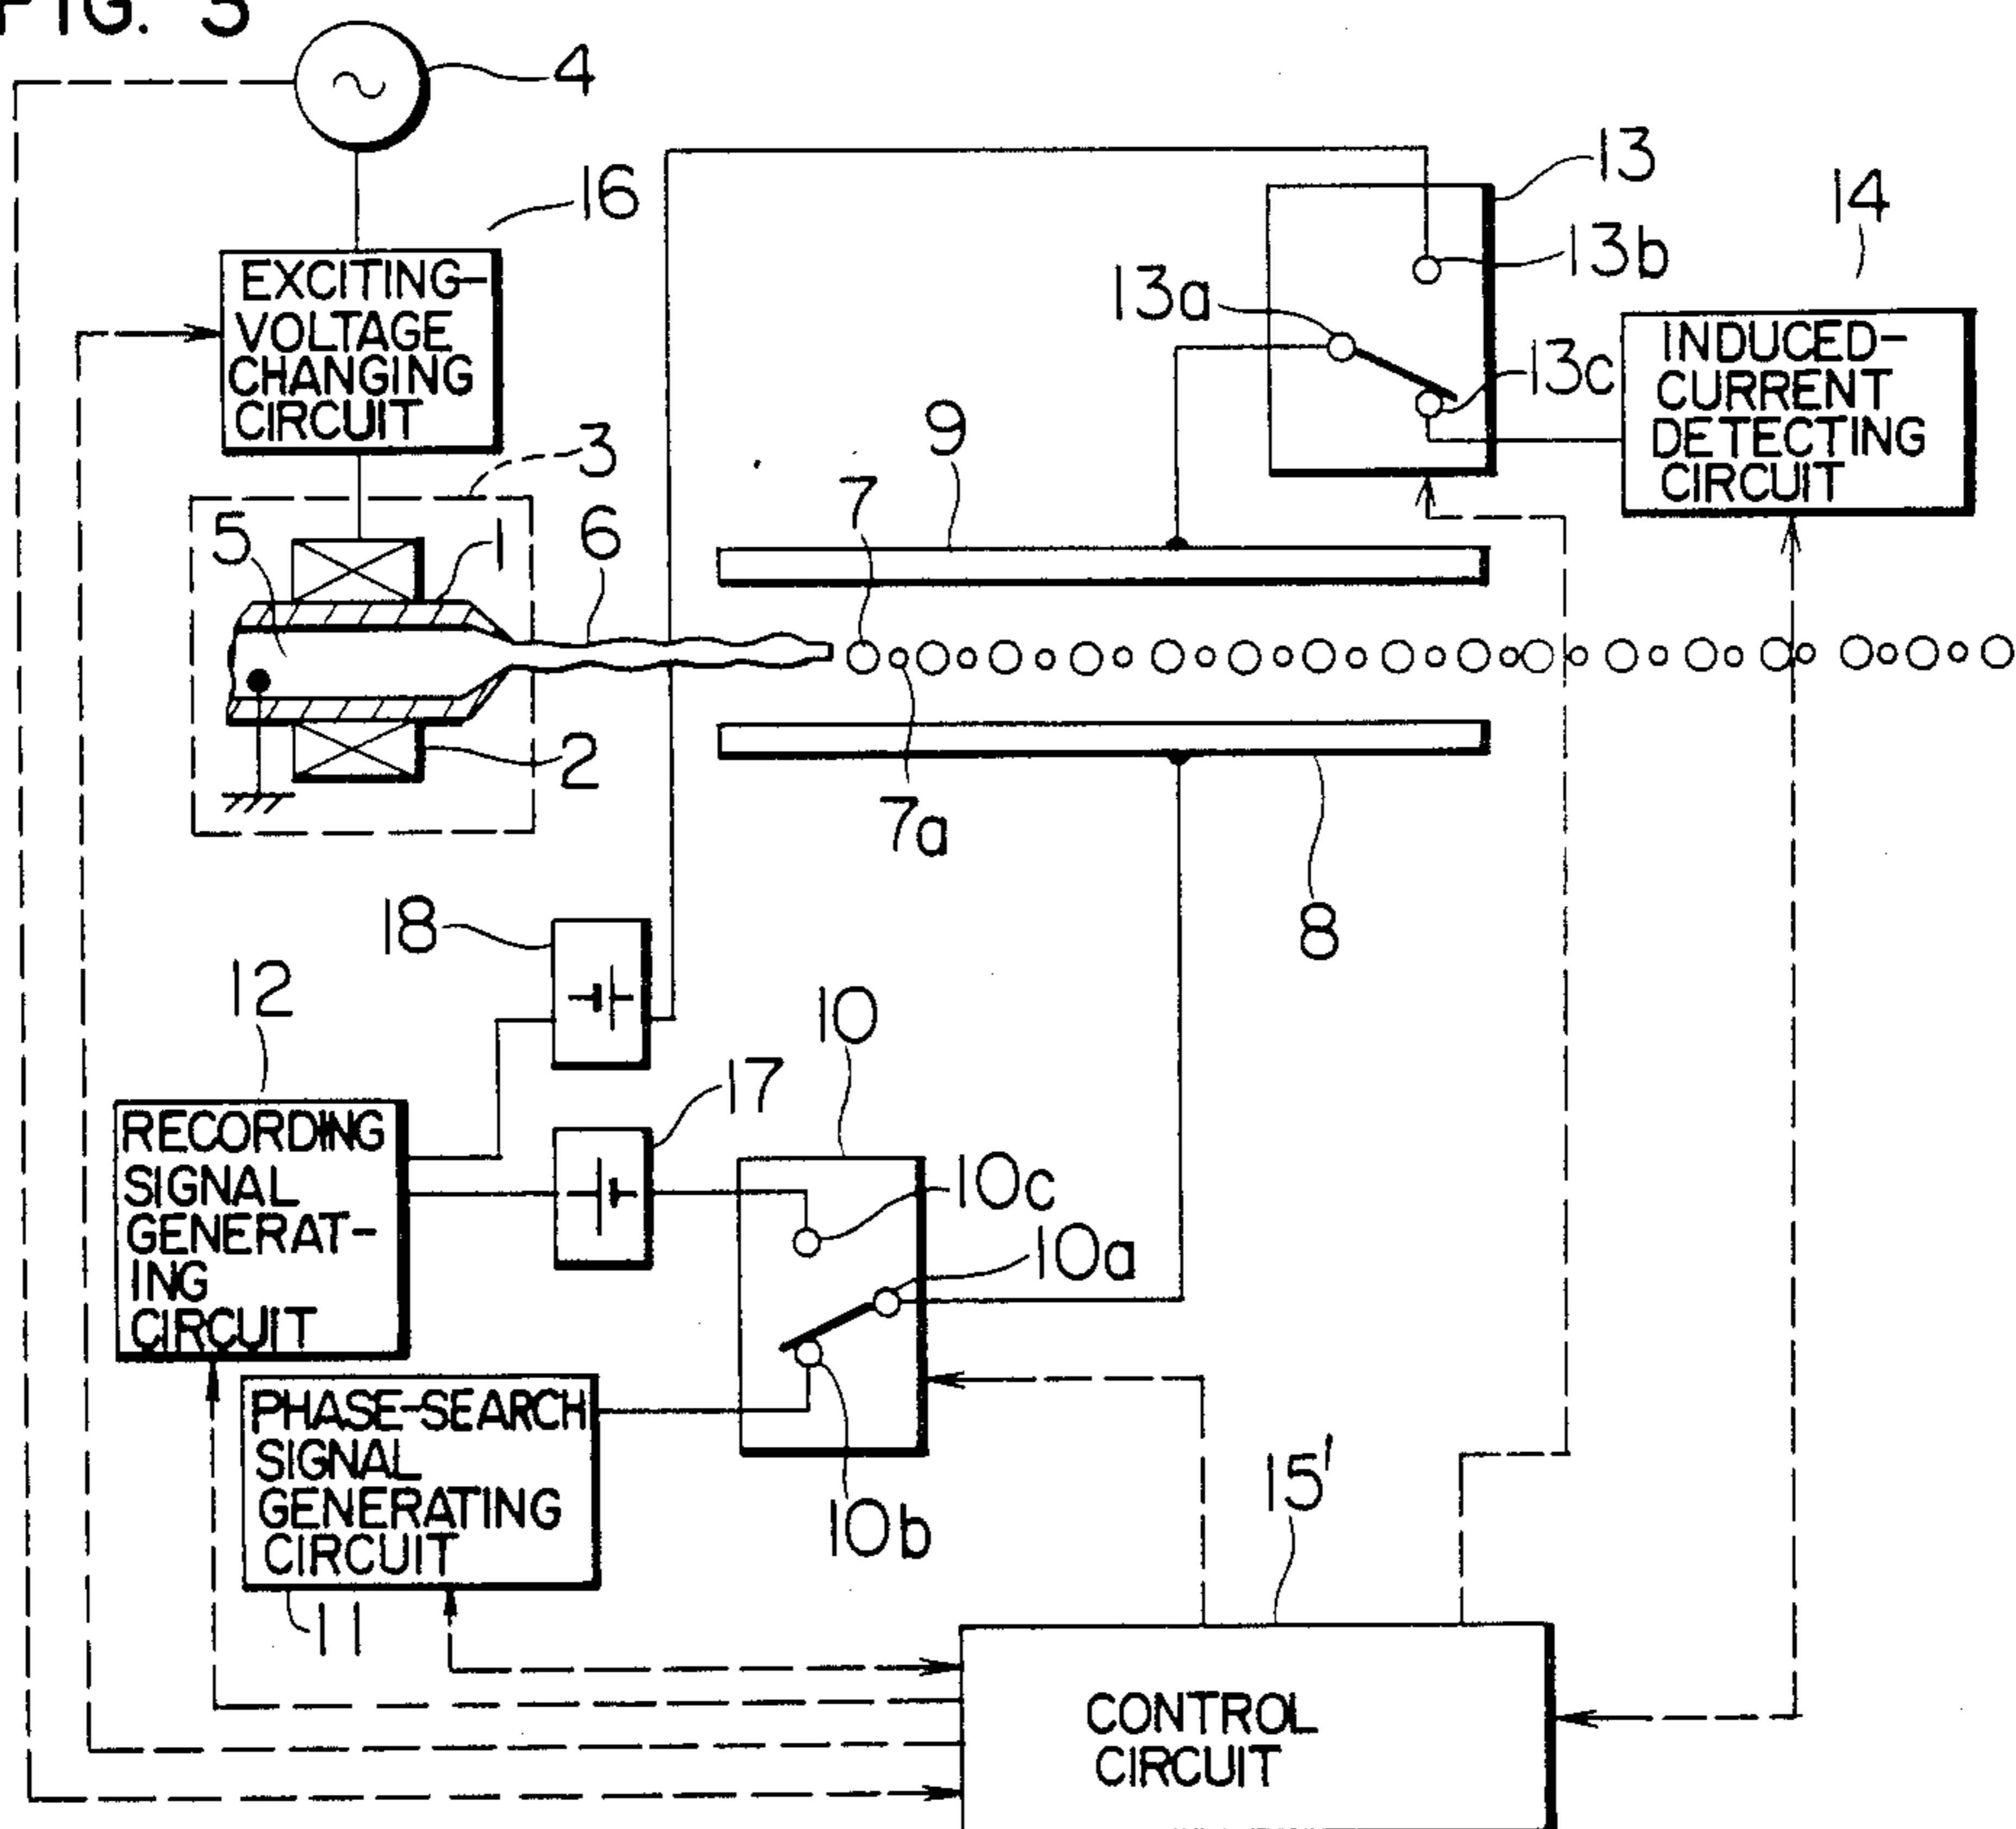 FIG. 3
4
16
13
14
13b
13a
13c
EXCITING-
VOLTAGE
CHANGING
CIRCUIT
INDUCED-
CURRENT
DETECTING
CIRCUIT
3
9
7
5
1
6
2
7a
8
18
12
10
17
RECORDING
SIGNAL
GENERAT-
ING
CIRCUIT
10c
10a
PHASE-SEARCH
SIGNAL
GENERATING
CIRCUIT
10b
15'
11
CONTROL
CIRCUIT